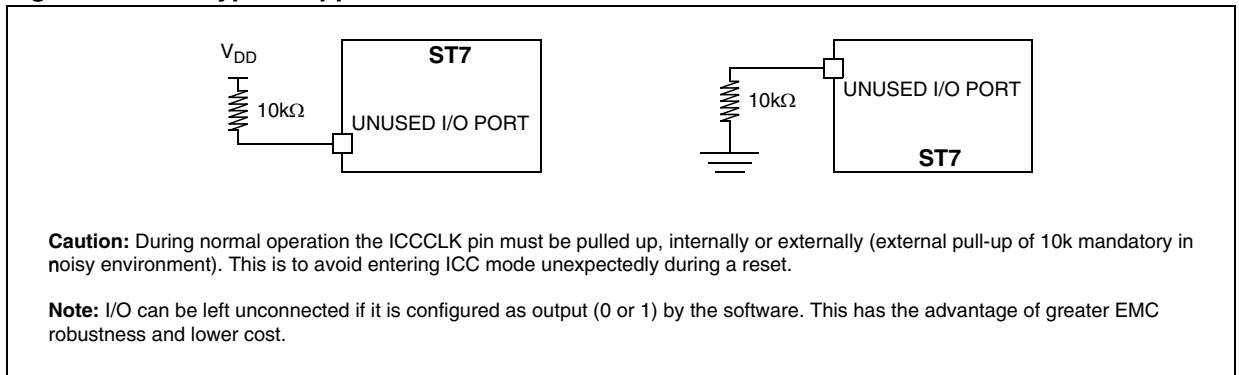 V_DD
ST7
10kΩ
UNUSED I/O PORT
10kΩ
UNUSED I/O PORT
ST7
Caution: During normal operation the ICCCLK pin must be pulled up, internally or externally (external pull-up of 10k mandatory in
noisy environment). This is to avoid entering ICC mode unexpectedly during a reset.
Note: I/O can be left unconnected if it is configured as output (0 or 1) by the software. This has the advantage of greater EMC
robustness and lower cost.